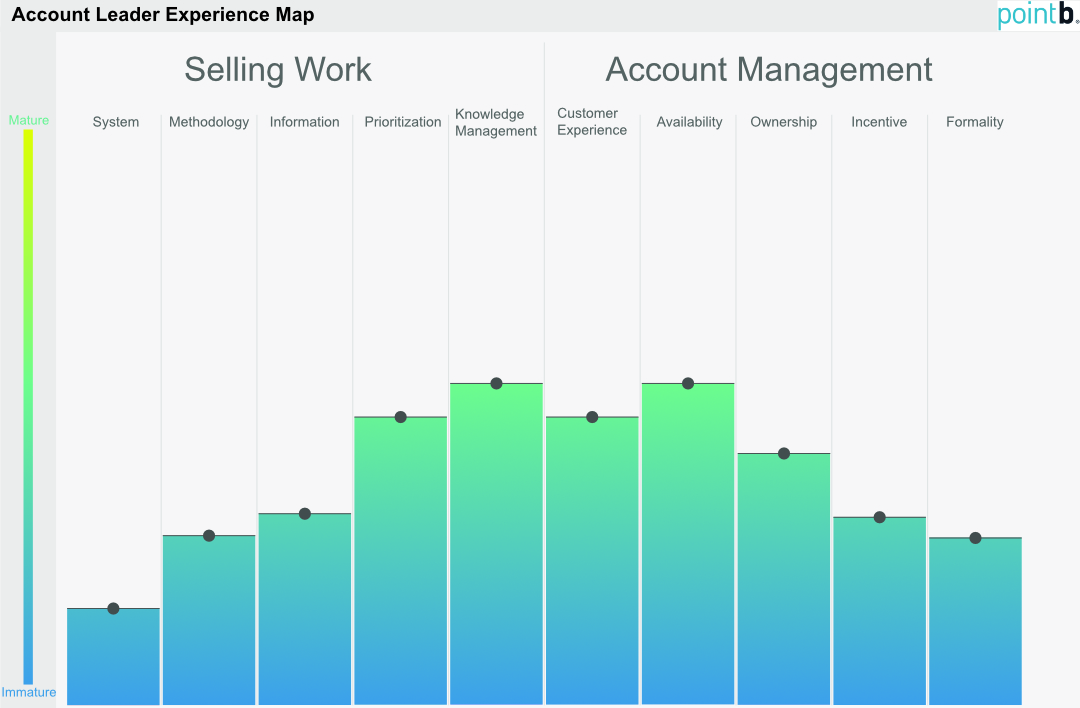 Account Leader Experience Map
pointb®
Selling Work
Account Management
Mature
System
Methodology
Information
Prioritization
Knowledge
Management
Customer
Experience
Availability
Ownership
Incentive
Formality
Immature